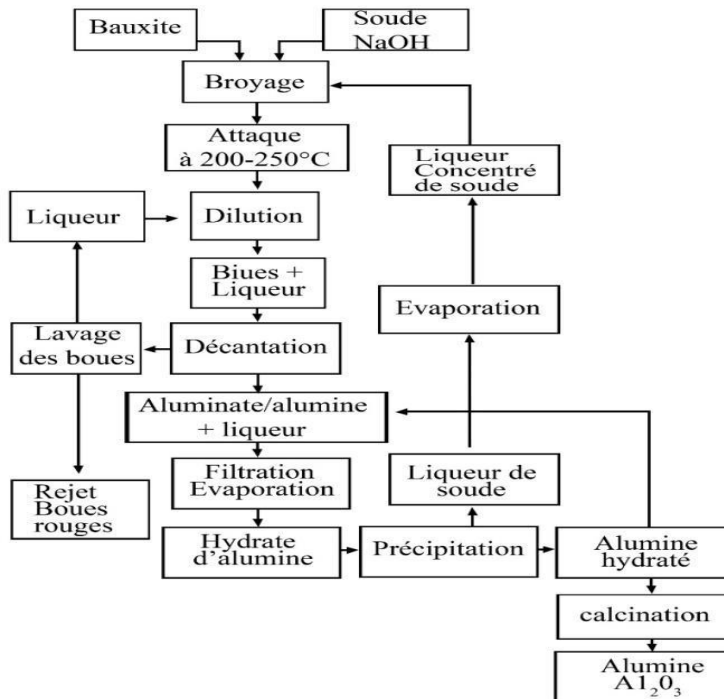 Bauxite
Soude
NaOH
Broyage
Attaque
à 200-250°C
Liqueur
Concentré
de soude
Liqueur
Dilution
Biues +
Liqueur
Evaporation
Lavage
des boues
Décantation
Aluminate/alumine
+ liqueur
Rejet
Boues
rouges
Filtration
Evaporation
Liqueur de
soude
Hydrate
d'alumine
Précipitation
Alumine
hydraté
calcination
Alumine
A1₂0₃